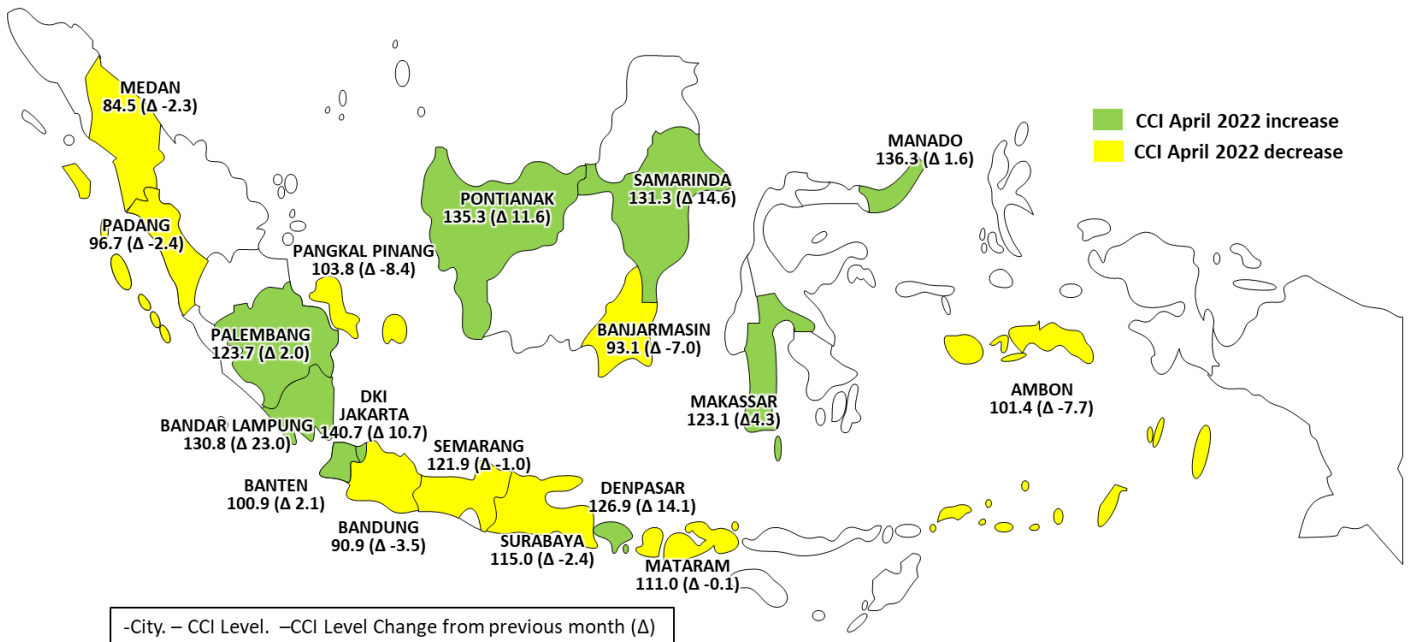 MEDAN
84.5 (Δ -2.3)
PADANG
96.7 (Δ -2.4)
PANGKAL PINANG
103.8 (Δ -8.4)
PALEMBANG
123.7 (Δ 2.0)
BANDAR LAMPUNG
130.8 (Δ 23.0)
DKI
JAKARTA
140.7 (Δ 10.7)
BANTEN
100.9 (Δ 2.1)
BANDUNG
90.9 (Δ -3.5)
SEMARANG
121.9 (Δ -1.0)
SURABAYA
115.0 (Δ -2.4)
DENPASAR
126.9 (Δ 14.1)
MATARAM
111.0 (Δ -0.1)
PONTIANAK
135.3 (Δ 11.6)
SAMARINDA
131.3 (Δ 14.6)
BANJARMASIN
93.1 (Δ -7.0)
MAKASSAR
123.1 (Δ4.3)
MANADO
136.3 (Δ 1.6)
AMBON
101.4 (Δ -7.7)
CCI April 2022 increase
CCI April 2022 decrease
-City. – CCI Level. –CCI Level Change from previous month (Δ)